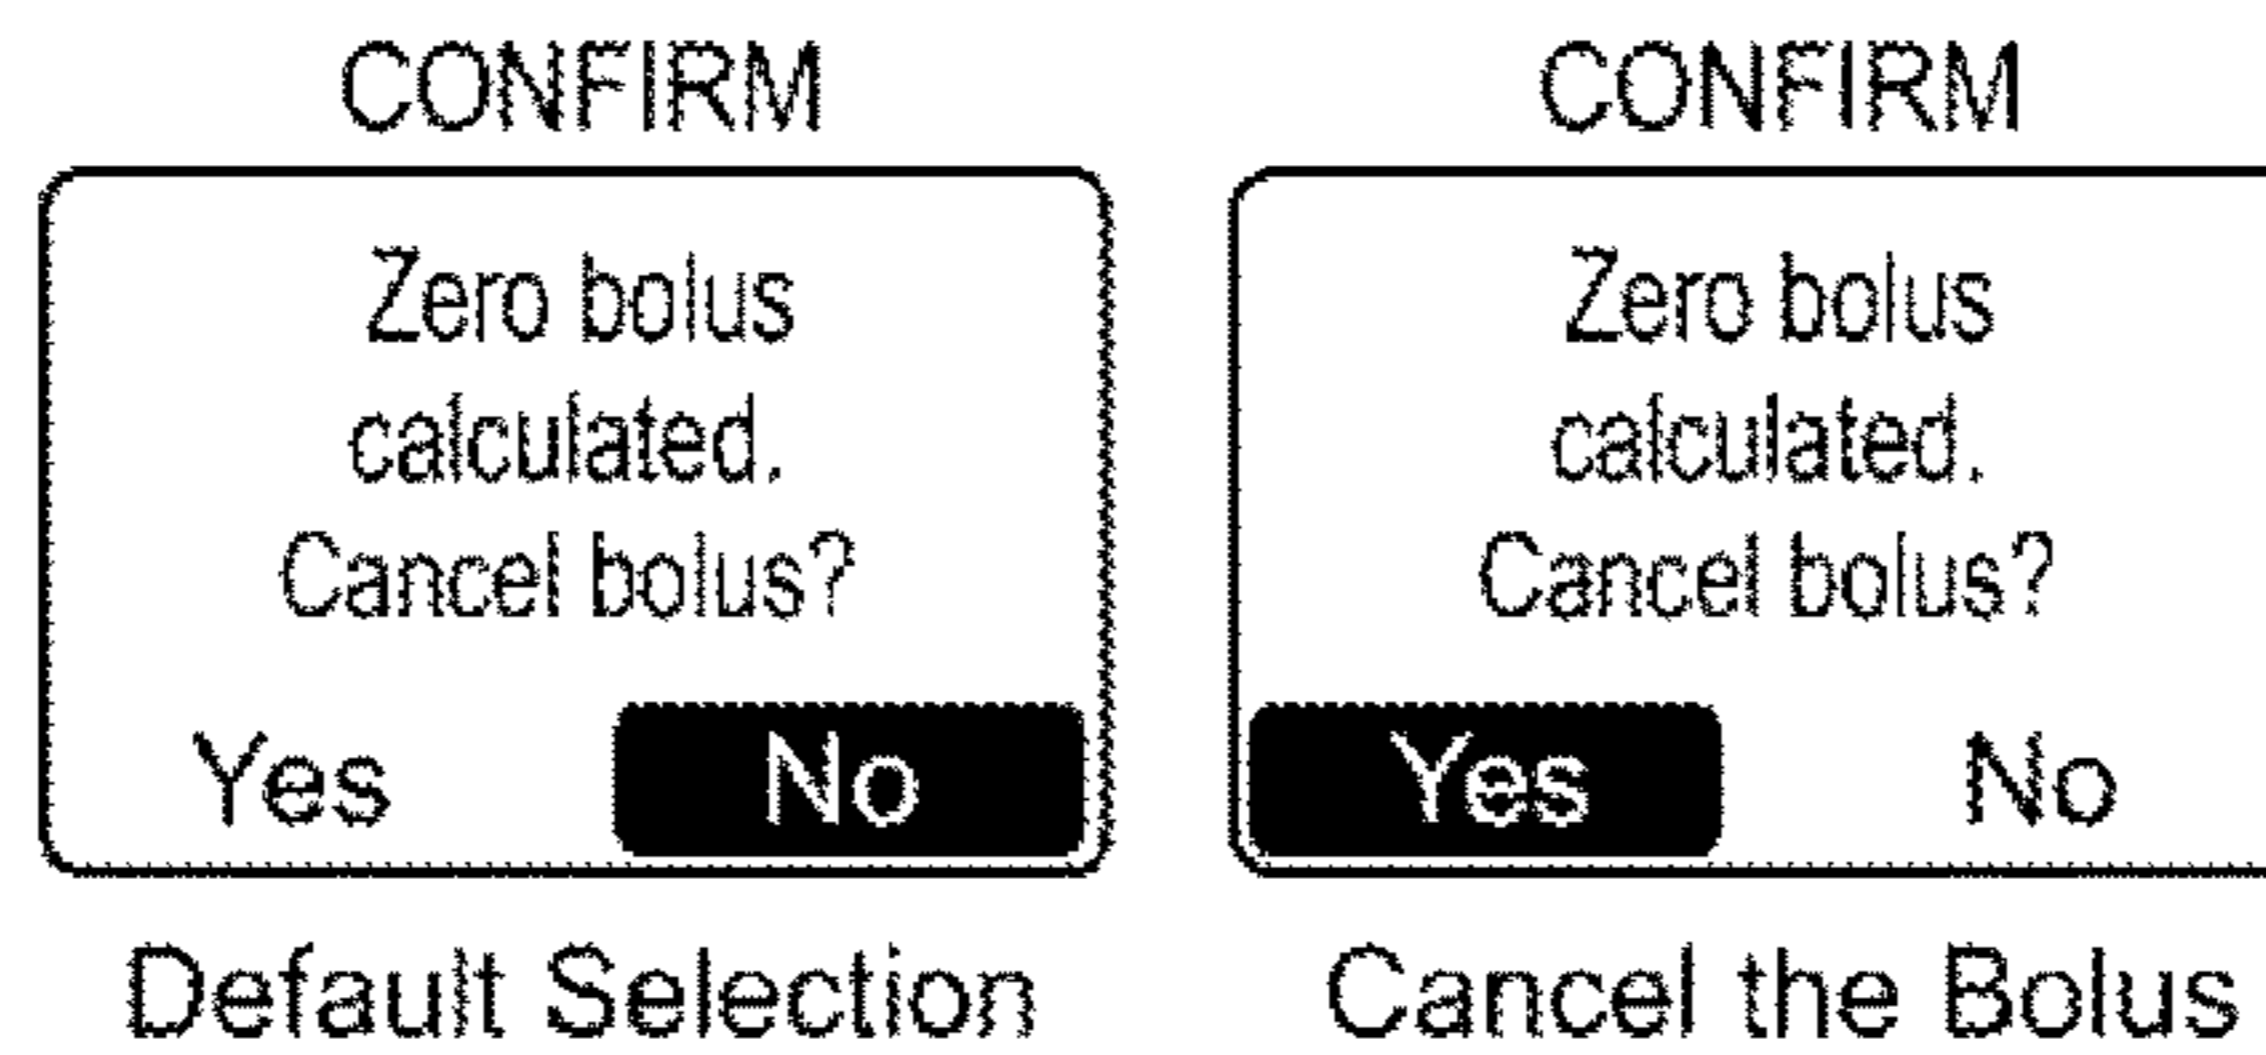 CONFIRM
Zero bolus
calculated.
Cancel bolus?
Yes No
Default Selection
CONFIRM
Zero bolus
calculated.
Cancel bolus?
Yes No
Cancel the Bolus